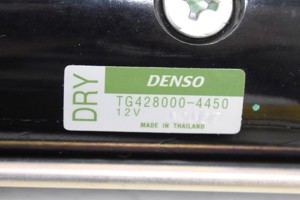 DRY
DENSO
TG428000-4450
12V
MADE IN THAILAND